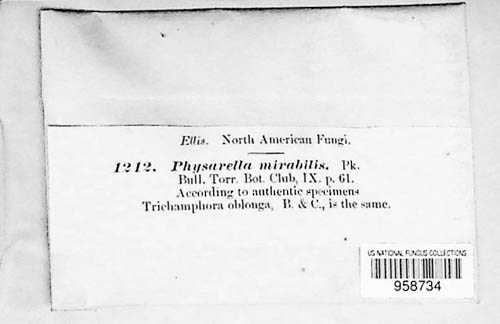 Ellis. North American Fungi.
1212. Physarella mirabilis. Pk.
Bull. Torr. Bot. Club, IX. p. 61.
According to authentic specimens
Trichamphora oblonga, B. & C., is the same.
US NATIONAL FUNGUS COLLECTIONS
958734